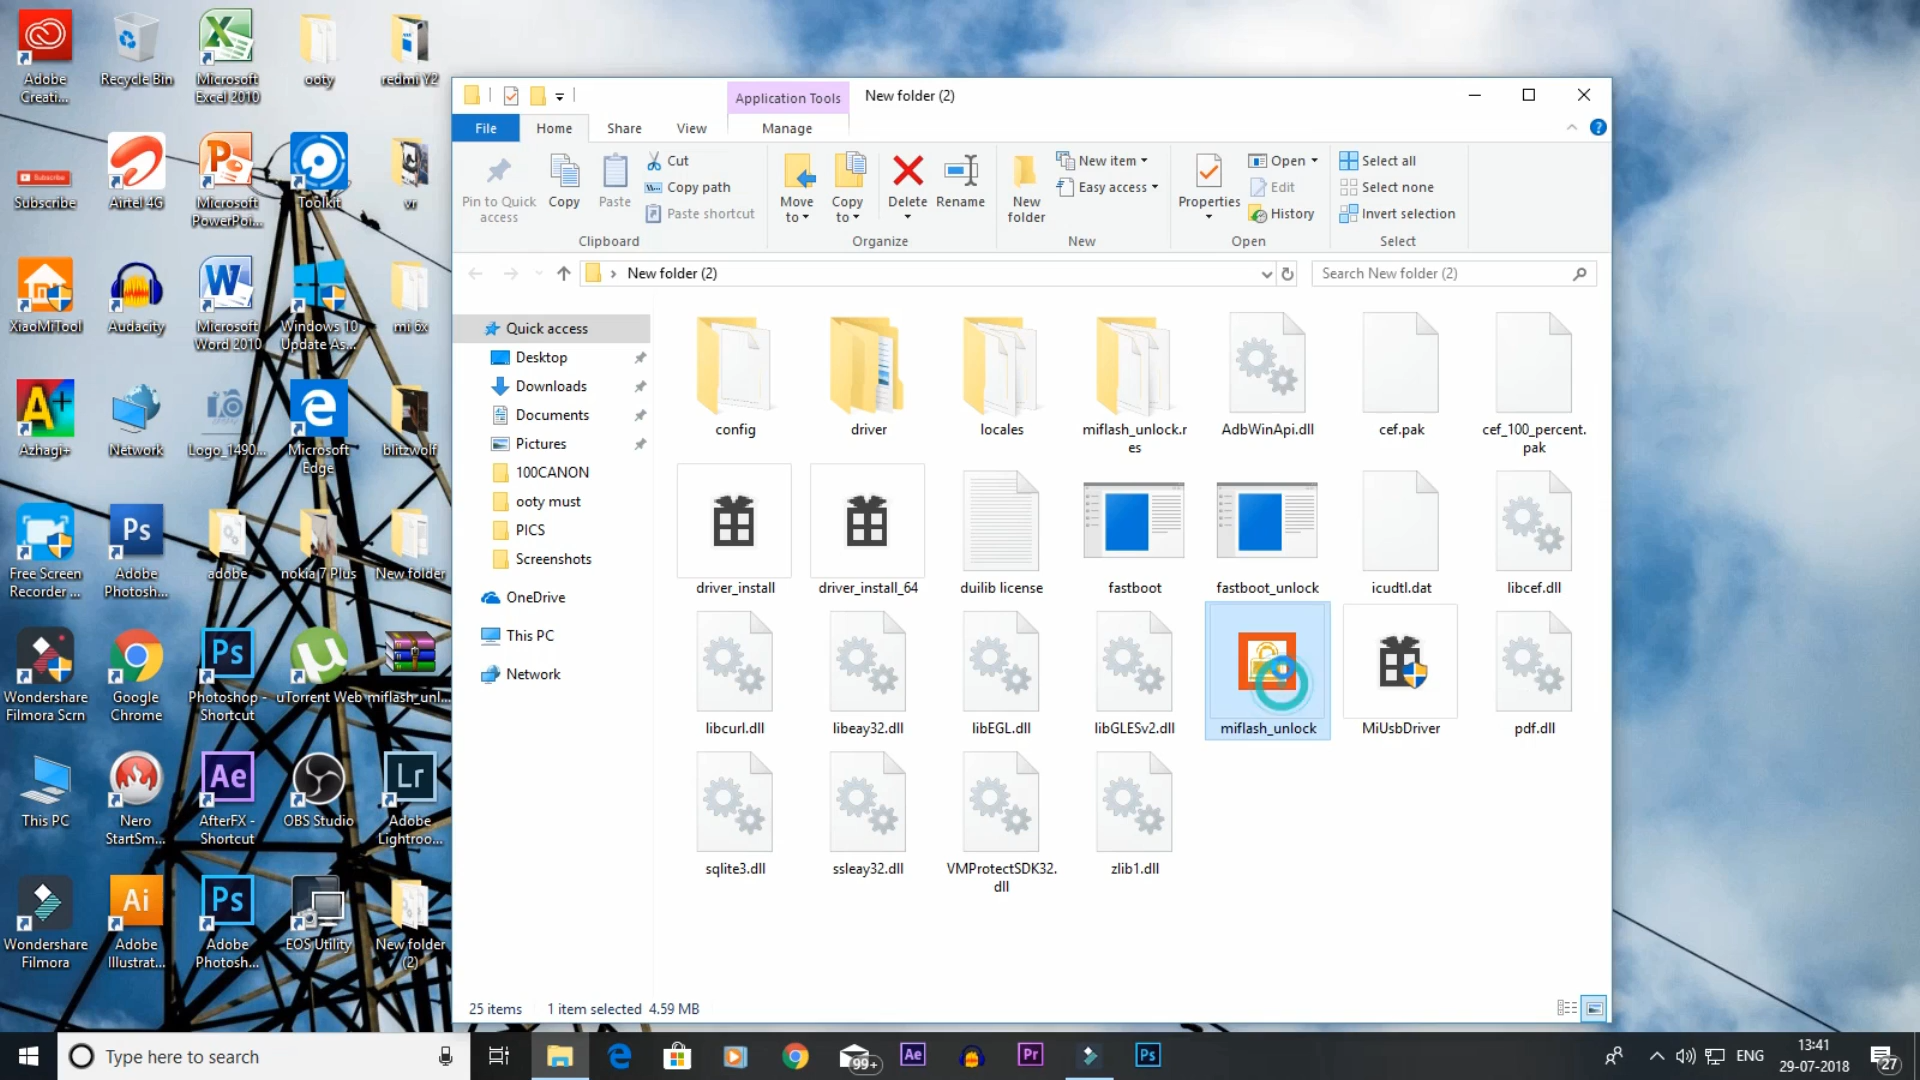 Adobe
Creati...
Recycle Bin
Microsoft
Excel 2010
ooty
redmi Y2
Subscribe
Subscribe
Airtel 4G
Microsoft
PowerPoi...
Toolkit
vr
XiaoMiTool
Audacity
Microsoft
Word 2010
Windows 10
Update As...
mi 6x
Azhagi+
Network
Logo_1490...
Microsoft
Edge
blitzwolf
Free Screen
Recorder ...
Adobe
Photosh...
adobe
nokia 7 Plus
New folder
Wondershare
Filmora Scrn
Google
Chrome
Photoshop -
Shortcut
uTorrent Web
miflash_unl...
This PC
Nero
StartSm...
AfterFX -
Shortcut
OBS Studio
Adobe
Lightroo...
Wondershare
Filmora
Adobe
Illustrat...
Adobe
Photosh...
EOS Utility
New folder
(2)
Application Tools
New folder (2)
File
Home
Share
View
Manage
Pin to Quick
access
Copy
Paste
Cut
Copy path
Paste shortcut
Clipboard
Move
to
Copy
to
Delete
Rename
Organize
New
folder
New item
Easy access
New
Properties
Open
Edit
History
Open
Select all
Select none
Invert selection
Select
New folder (2)
Search New folder (2)
Quick access
Desktop
Downloads
Documents
Pictures
100CANON
ooty must
PICS
Screenshots
OneDrive
This PC
Network
config
driver
locales
miflash_unlock.r
es
AdbWinApi.dll
cef.pak
cef_100_percent.
pak
driver_install
driver_install_64
duilib license
fastboot
fastboot_unlock
icudtl.dat
libcef.dll
libcurl.dll
libeay32.dll
libEGL.dll
libGLESv2.dll
miflash_unlock
MiUsbDriver
pdf.dll
sqlite3.dll
ssleay32.dll
VMProtectSDK32.
dll
zlib1.dll
25 items
1 item selected 4.59 MB
Type here to search
99+
Ae
Pr
Ps
ENG
13:41
29-07-2018
27